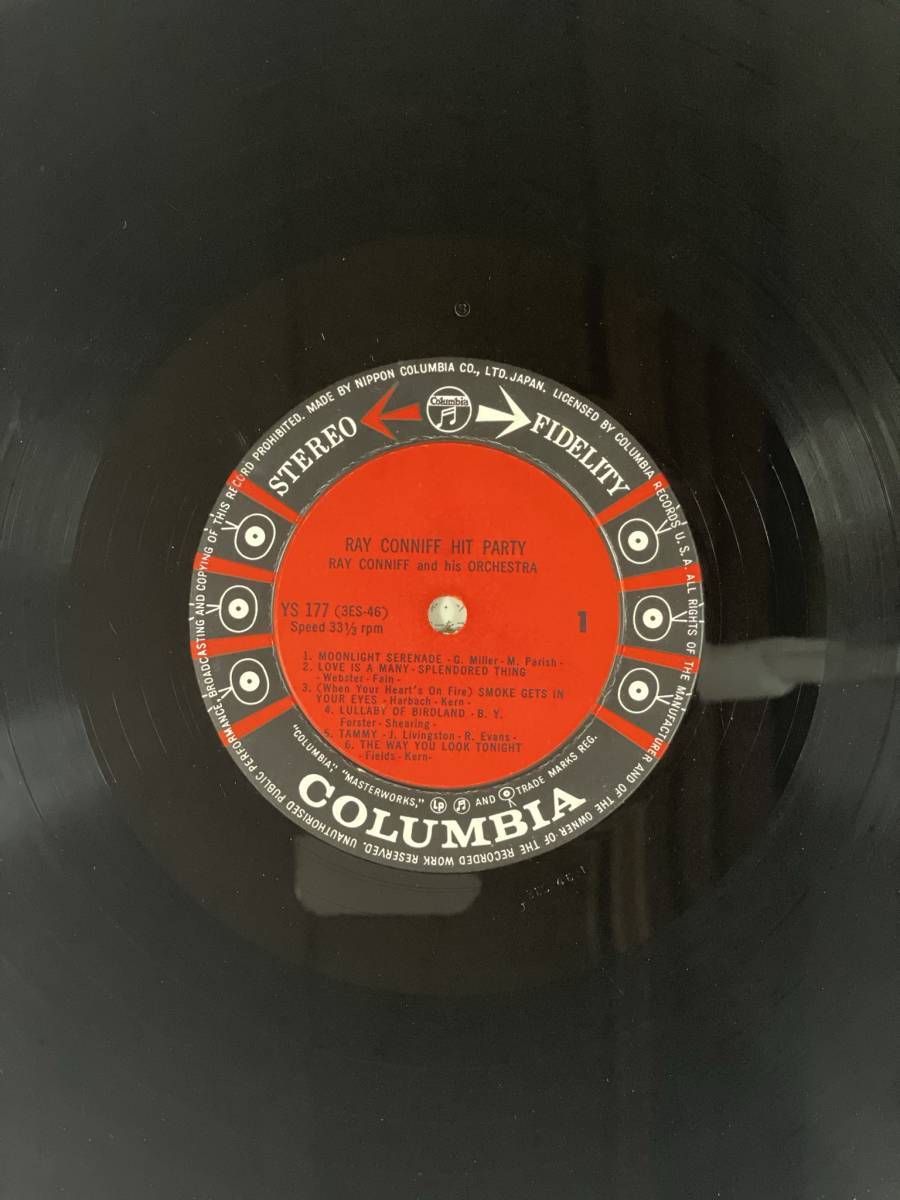 MADE BY NIPPON COLUMBIA CO., LTD. JAPAN. LICENSED BY COLUMBIA RECORDS U. S. A. ALL RIGHTS OF THE MANUFACTURER AND OF THE OWNER OF THE RECORDED WORK RESERVED. UNAUTHORISED PUBLIC PERFORMANCE, BROADCASTING AND COPYING OF THIS RECORD PROHIBITED.
Columbia
STEREO FIDELITY
RAY CONNIFF HIT PARTY
RAY CONNIFF and his ORCHESTRA
YS 177 (3ES-46) 1
Speed 33⅓ rpm
1. MOONLIGHT SERENADE - G. Miller - M. Parish -
2. LOVE IS A MANY - SPLENDORED THING
- Webster - Fain -
3. (When Your Heart's On Fire) SMOKE GETS IN
YOUR EYES - Harbach - Kern -
4. LULLABY OF BIRDLAND - B. Y.
Forster - Shearing -
5. TAMMY - J. Livingston - R. Evans -
6. THE WAY YOU LOOK TONIGHT
- Fields - Kern -
"COLUMBIA", "MASTERWORKS," Lp AND TRADE MARKS REG.
COLUMBIA